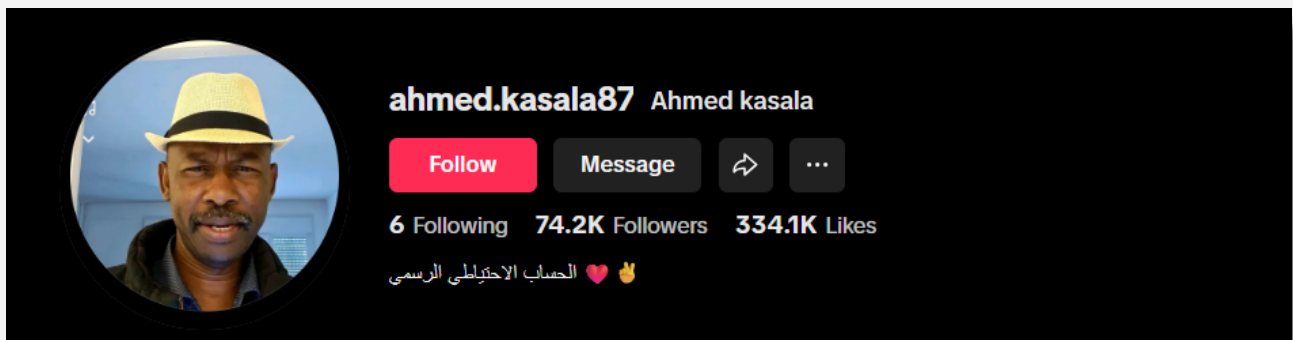 ahmed.kasala87 Ahmed kasala
Follow Message
6 Following 74.2K Followers 334.1K Likes
الحساب الاحتياطي الرسمي ❤️ ✌️